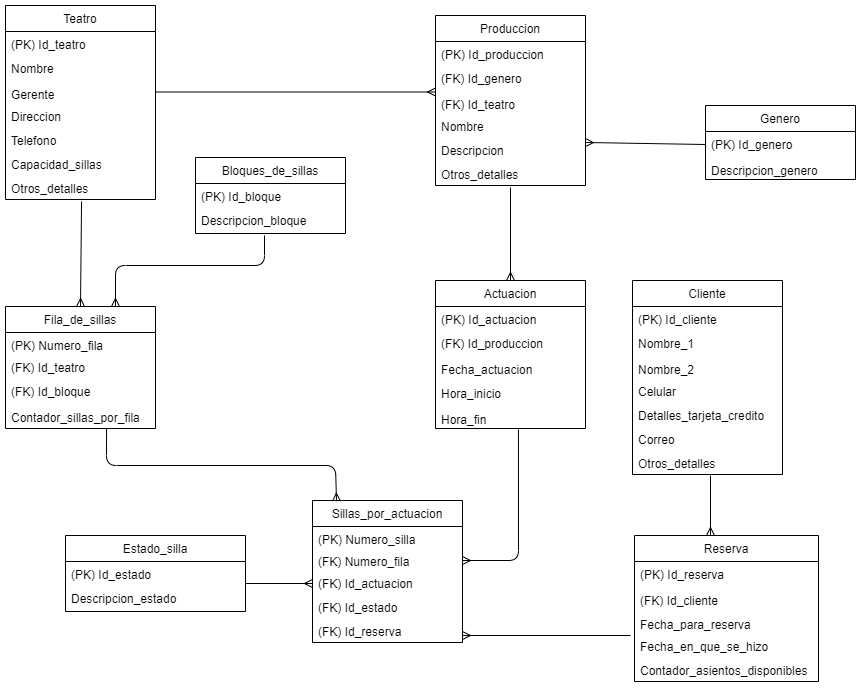 Teatro
(PK) Id_teatro
Nombre
Gerente
Direccion
Telefono
Capacidad_sillas
Otros_detalles
Produccion
(PK) Id_produccion
(FK) Id_genero
(FK) Id_teatro
Nombre
Descripcion
Otros_detalles
Genero
(PK) Id_genero
Descripcion_genero
Bloques_de_sillas
(PK) Id_bloque
Descripcion_bloque
Fila_de_sillas
(PK) Numero_fila
(FK) Id_teatro
(FK) Id_bloque
Contador_sillas_por_fila
Actuacion
(PK) Id_actuacion
(FK) Id_produccion
Fecha_actuacion
Hora_inicio
Hora_fin
Cliente
(PK) Id_cliente
Nombre_1
Nombre_2
Celular
Detalles_tarjeta_credito
Correo
Otros_detalles
Estado_silla
(PK) Id_estado
Descripcion_estado
Sillas_por_actuacion
(PK) Numero_silla
(FK) Numero_fila
(FK) Id_actuacion
(FK) Id_estado
(FK) Id_reserva
Reserva
(PK) Id_reserva
(FK) Id_cliente
Fecha_para_reserva
Fecha_en_que_se_hizo
Contador_asientos_disponibles